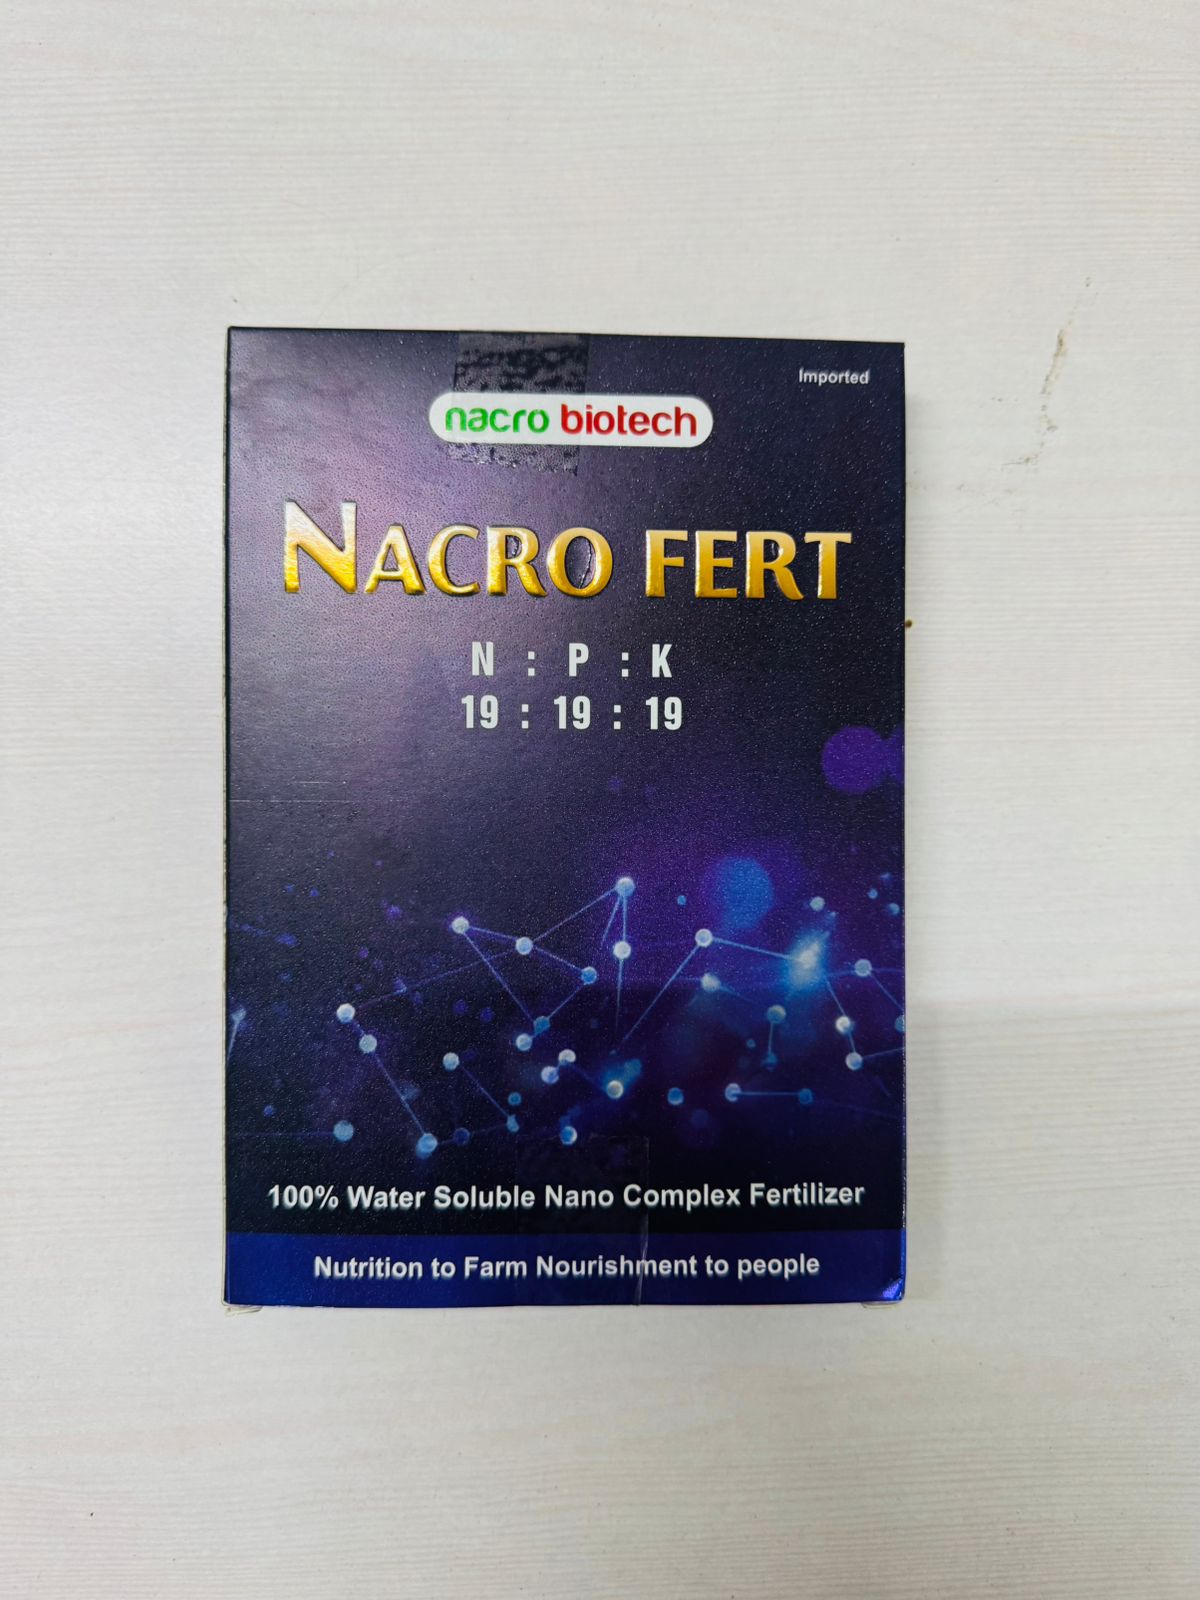 Imported
nacro biotech
NACRO FERT
N : P : K
19 : 19 : 19
100% Water Soluble Nano Complex Fertilizer
Nutrition to Farm Nourishment to people